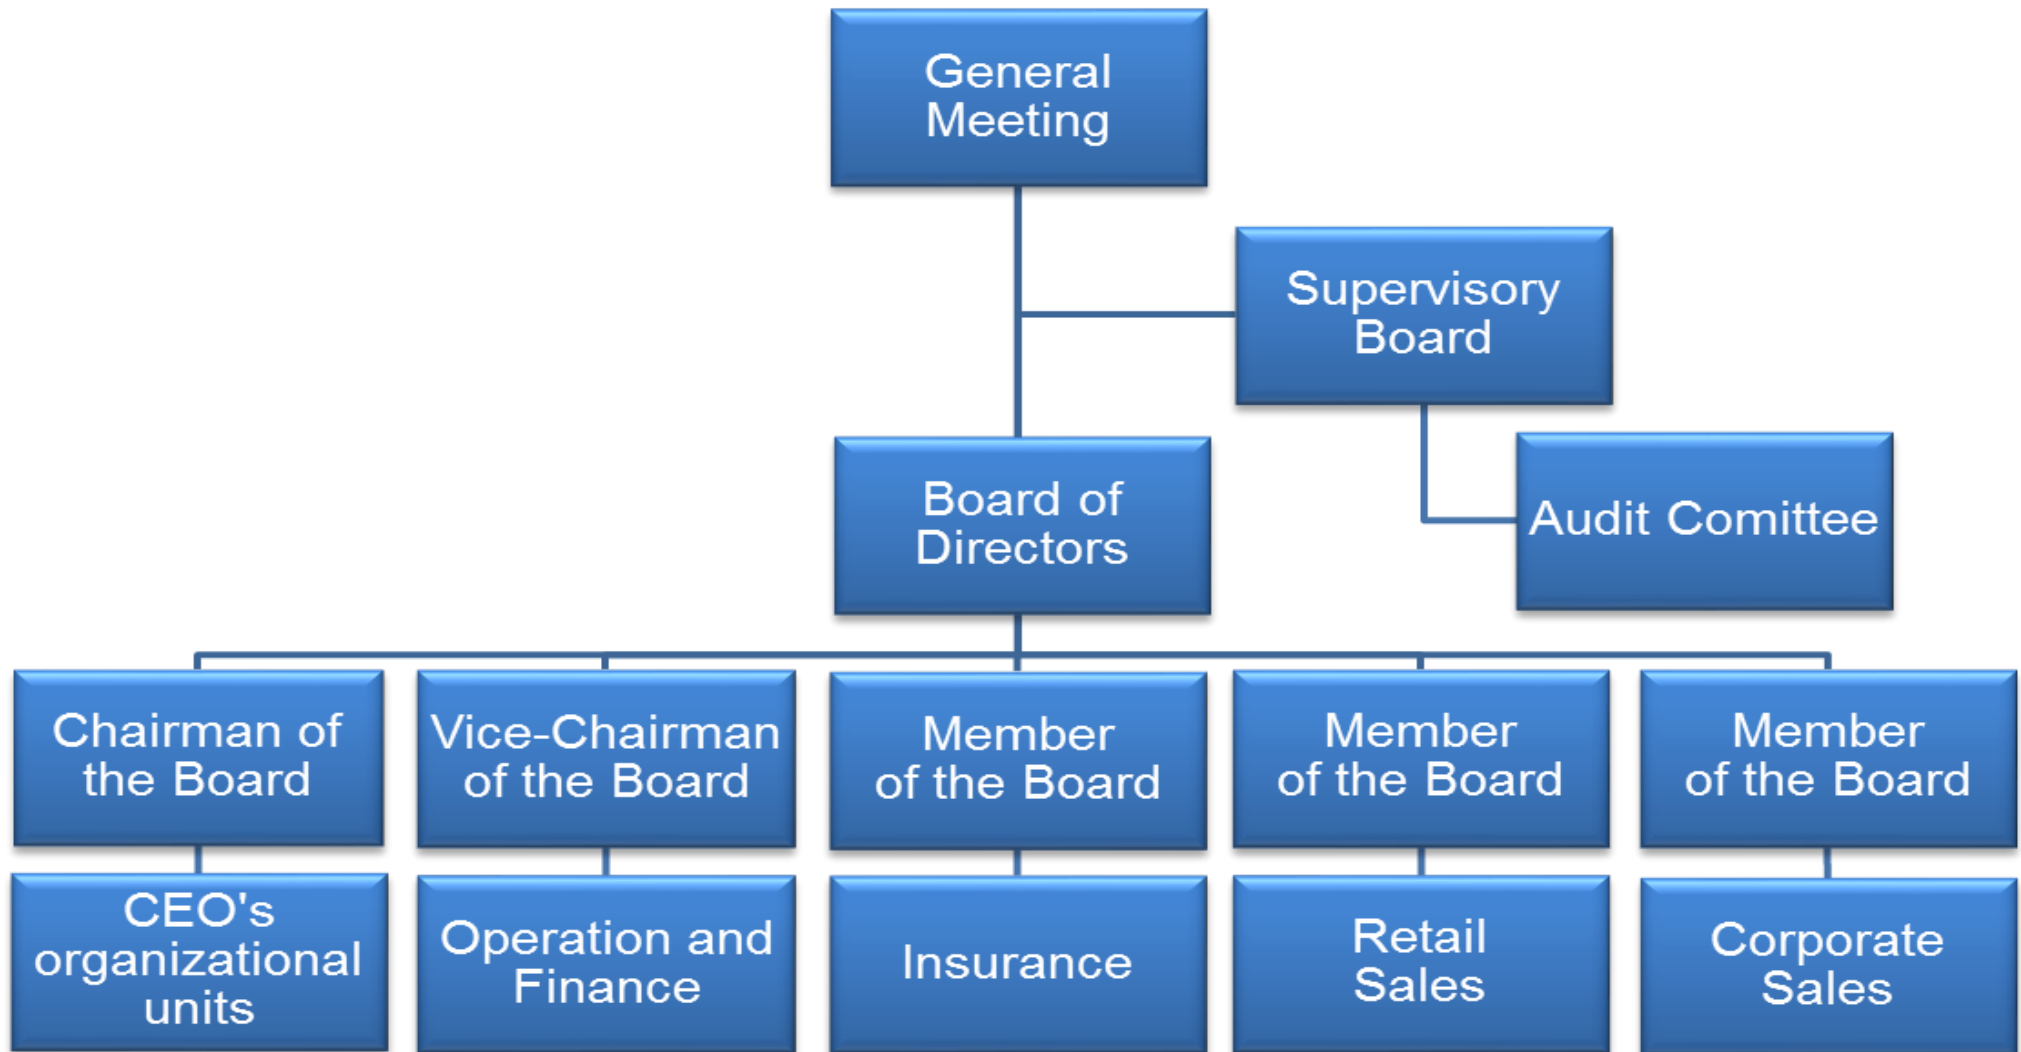 General
Meeting
Supervisory
Board
Board of
Directors
Audit Comittee
Chairman of
the Board
Vice-Chairman
of the Board
Member
of the Board
Member
of the Board
Member
of the Board
CEO's
organizational
units
Operation and
Finance
Insurance
Retail
Sales
Corporate
Sales